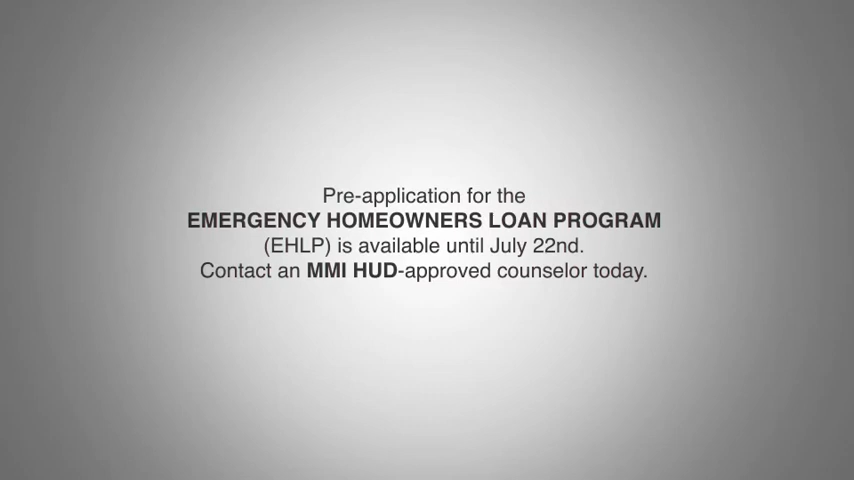 Pre-application for the
EMERGENCY HOMEOWNERS LOAN PROGRAM
(EHLP) is available until July 22nd.
Contact an MMI HUD-approved counselor today.